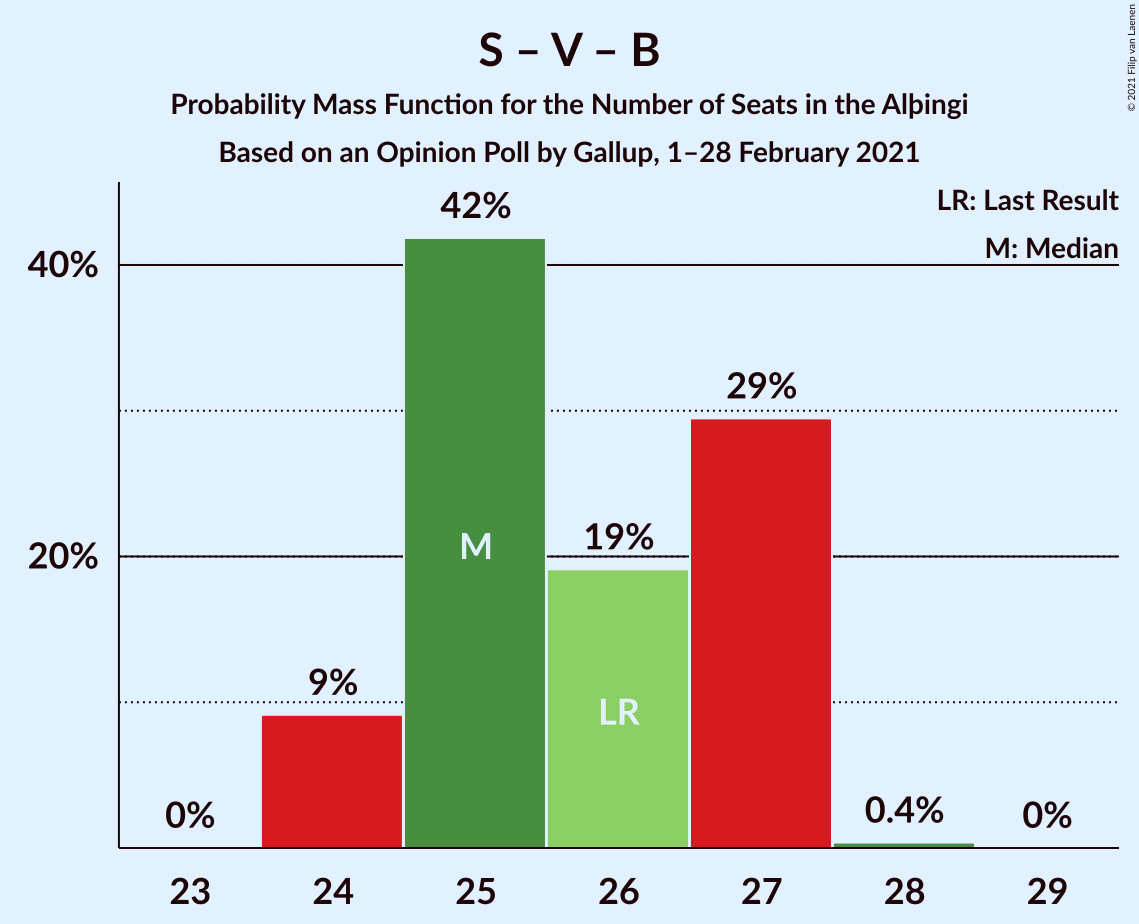 S – V – B
Probability Mass Function for the Number of Seats in the Alþingi
Based on an Opinion Poll by Gallup, 1–28 February 2021
© 2021 Filip van Laenen
LR: Last Result
M: Median
42%
40%
29%
20%
19%
M
9%
LR
0%
0.4%
0%
23 24 25 26 27 28 29